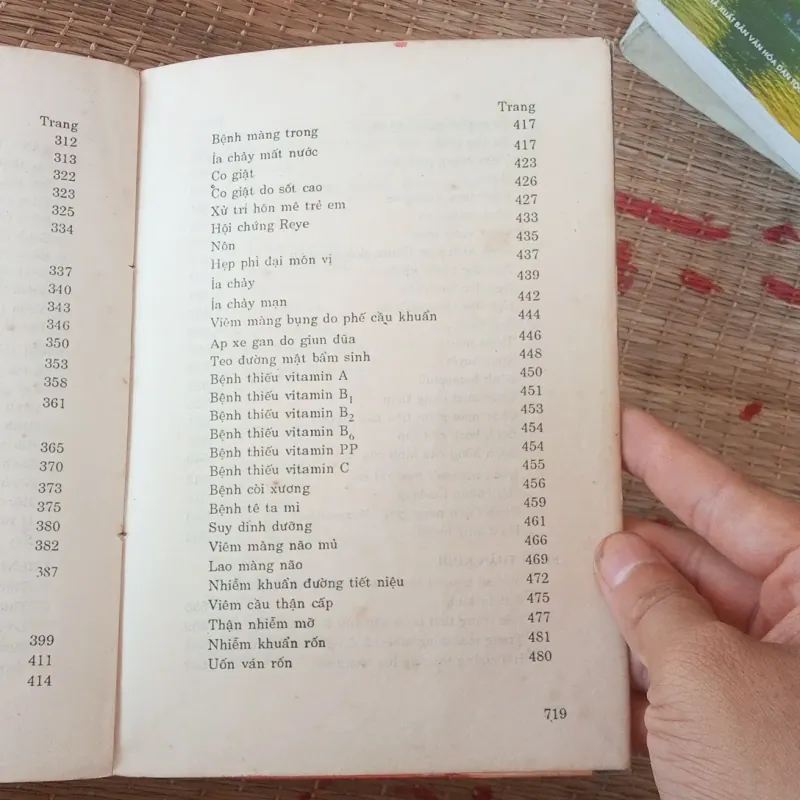 Trang
312
313
322
323
325
334
337
340
343
346
350
353
358
361
365
370
373
375
380
382
387
399
411
414
Trang
Bệnh màng trong 417
Ỉa chảy mất nước 417
Co giật 423
Co giật do sốt cao 426
Xử trí hôn mê trẻ em 427
Hội chứng Reye 433
Nôn 435
Hẹp phì đại môn vị 437
Ỉa chảy 439
Ỉa chảy mạn 442
Viêm màng bụng do phế cầu khuẩn 444
Ap xe gan do giun đũa 446
Teo đường mật bẩm sinh 448
Bệnh thiếu vitamin A 450
Bệnh thiếu vitamin B₁ 451
Bệnh thiếu vitamin B₂ 453
Bệnh thiếu vitamin B₆ 454
Bệnh thiếu vitamin PP 454
Bệnh thiếu vitamin C 455
Bệnh còi xương 456
Bệnh tê ta mi 459
Suy dinh dưỡng 461
Viêm màng não mủ 466
Lao màng não 469
Nhiễm khuẩn đường tiết niệu 472
Viêm cầu thận cấp 475
Thận nhiễm mỡ 477
Nhiễm khuẩn rốn 481
Uốn ván rốn 480
719
XUẤT BẢN VĂN HÓA DÂN